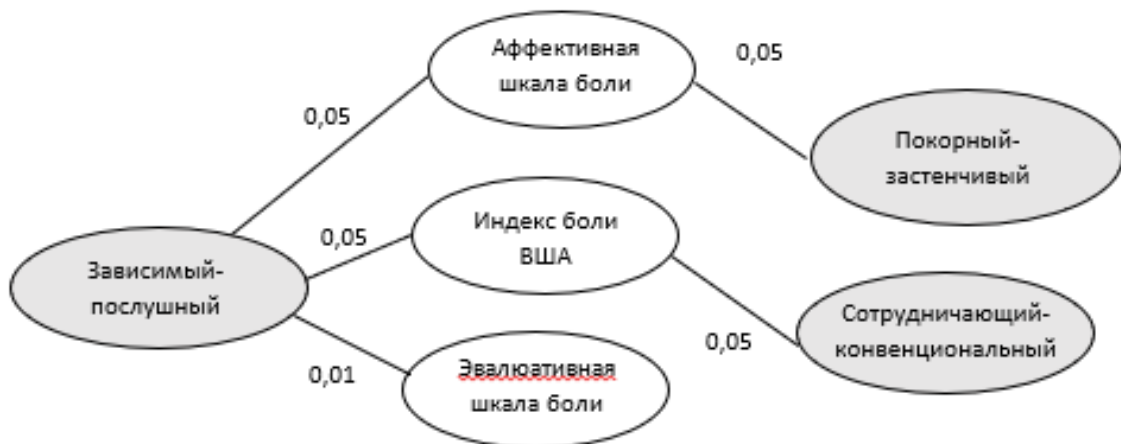 Аффективная
шкала боли
0,05
0,05
Покорный-
застенчивый
Индекс боли
ВША
0,05
Зависимый-
послушный
Сотрудничающий-
конвенциональный
0,05
0,01
Эвалюативная
шкала боли